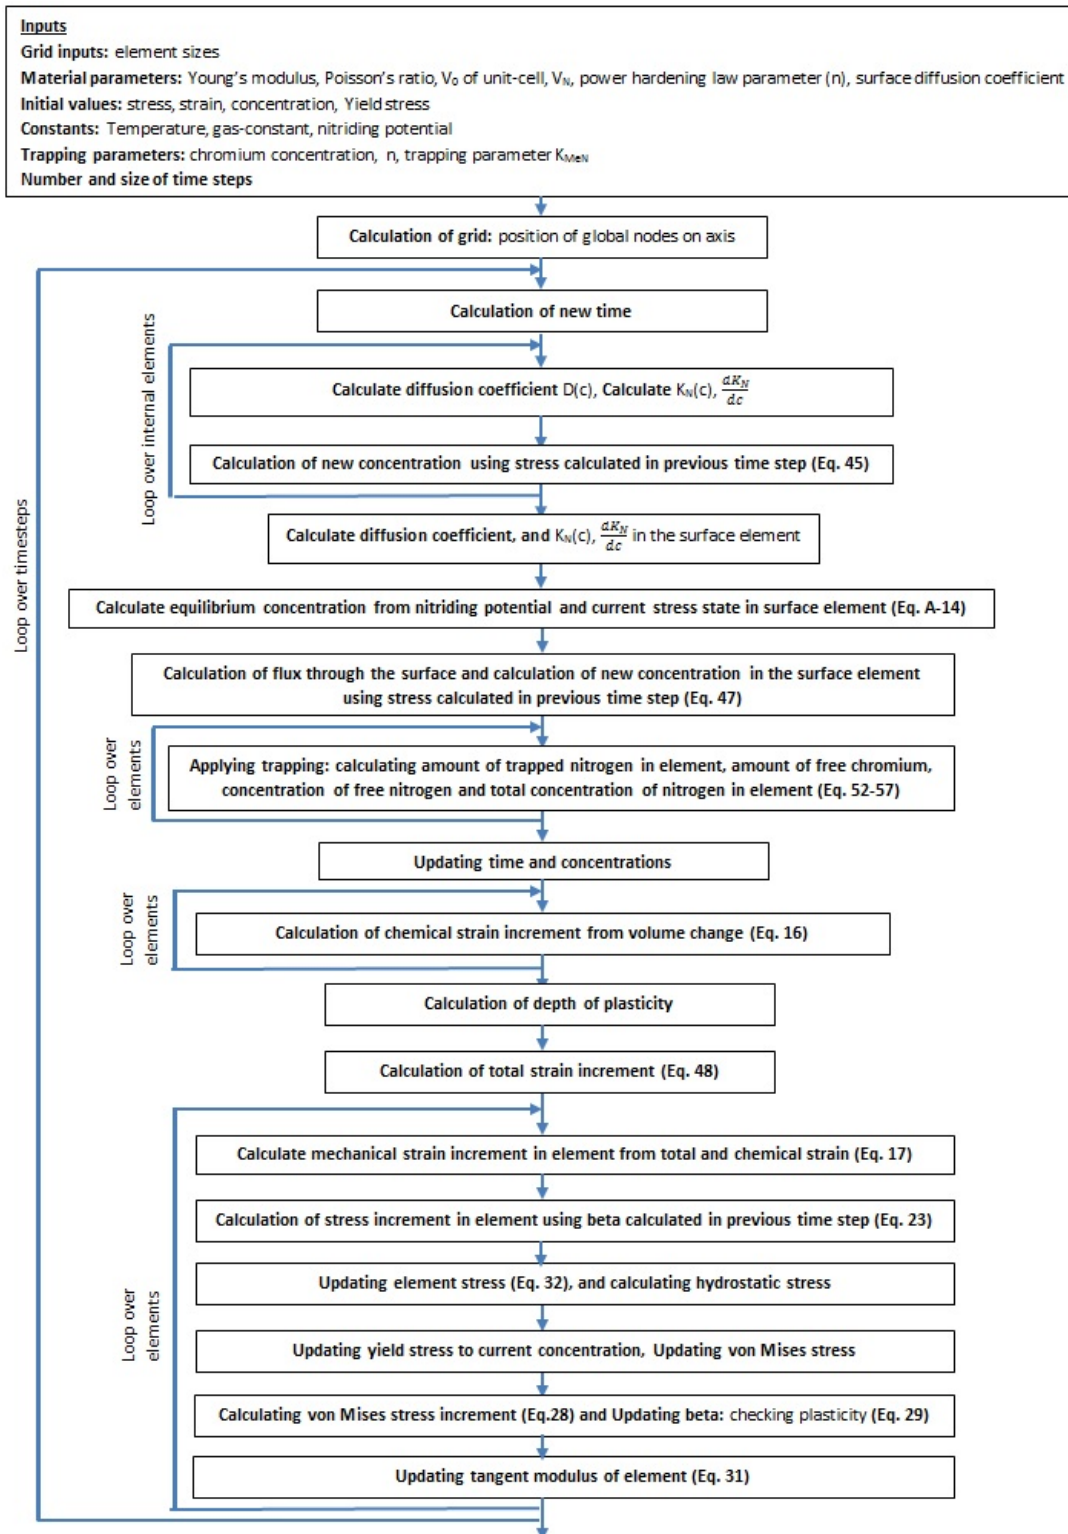 Inputs
Grid inputs: element sizes
Material parameters: Young's modulus, Poisson's ratio, V₀ of unit-cell, V_N, power hardening law parameter (n), surface diffusion coefficient
Initial values: stress, strain, concentration, Yield stress
Constants: Temperature, gas-constant, nitriding potential
Trapping parameters: chromium concentration, n, trapping parameter K_MeN
Number and size of time steps
Calculation of grid: position of global nodes on axis
Loop over timesteps
Calculation of new time
Loop over internal elements
Calculate diffusion coefficient D(c), Calculate K_N(c), dK_N/dc
Calculation of new concentration using stress calculated in previous time step (Eq. 45)
Calculate diffusion coefficient, and K_N(c), dK_N/dc in the surface element
Calculate equilibrium concentration from nitriding potential and current stress state in surface element (Eq. A-14)
Calculation of flux through the surface and calculation of new concentration in the surface element
using stress calculated in previous time step (Eq. 47)
Loop over
elements
Applying trapping: calculating amount of trapped nitrogen in element, amount of free chromium,
concentration of free nitrogen and total concentration of nitrogen in element (Eq. 52-57)
Updating time and concentrations
Loop over
elements
Calculation of chemical strain increment from volume change (Eq. 16)
Calculation of depth of plasticity
Calculation of total strain increment (Eq. 48)
Loop over
elements
Calculate mechanical strain increment in element from total and chemical strain (Eq. 17)
Calculation of stress increment in element using beta calculated in previous time step (Eq. 23)
Updating element stress (Eq. 32), and calculating hydrostatic stress
Updating yield stress to current concentration, Updating von Mises stress
Calculating von Mises stress increment (Eq.28) and Updating beta: checking plasticity (Eq. 29)
Updating tangent modulus of element (Eq. 31)